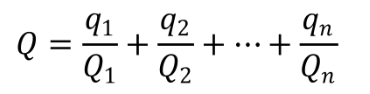 Q = q₁/Q₁ + q₂/Q₂ + ⋯ + qₙ/Qₙ